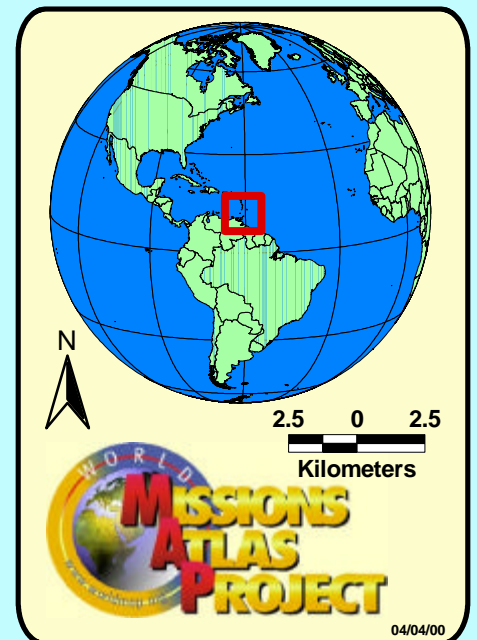 N
2.5 0 2.5
Kilometers
WORLD
MISSIONS
ATLAS
PROJECT
04/04/00